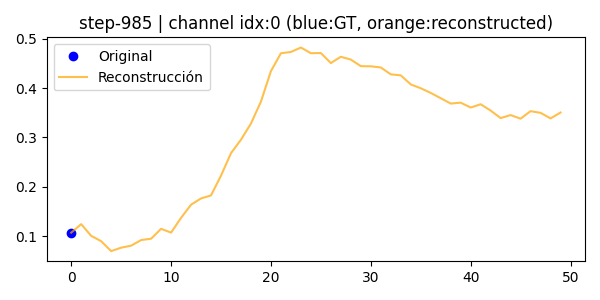 step-985 | channel idx:0 (blue:GT, orange:reconstructed)
Original
Reconstrucción
0.5
0.4
0.3
0.2
0.1
0 10 20 30 40 50